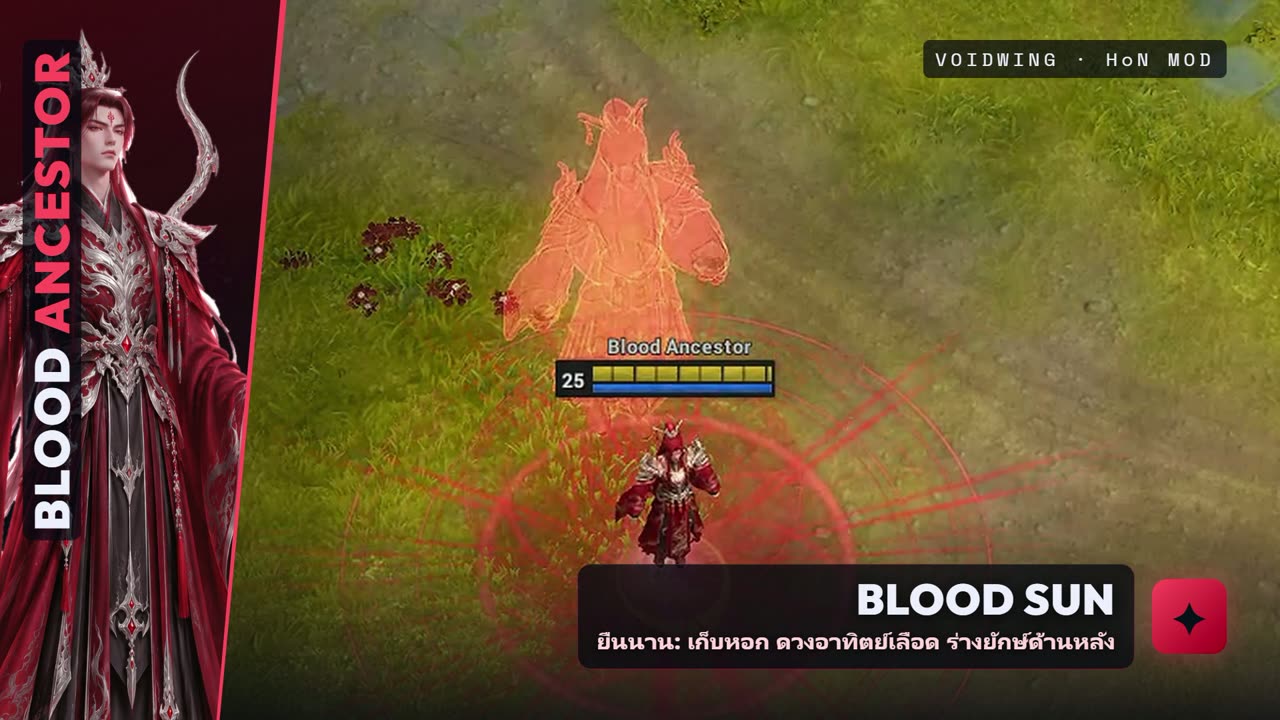 BLOOD ANCESTOR
VOIDWING · HoN MOD
Blood Ancestor
25
BLOOD SUN
ยืนนาน: เก็บหอก ดวงอาทิตย์เลือด ร่างยักษ์ด้านหลัง